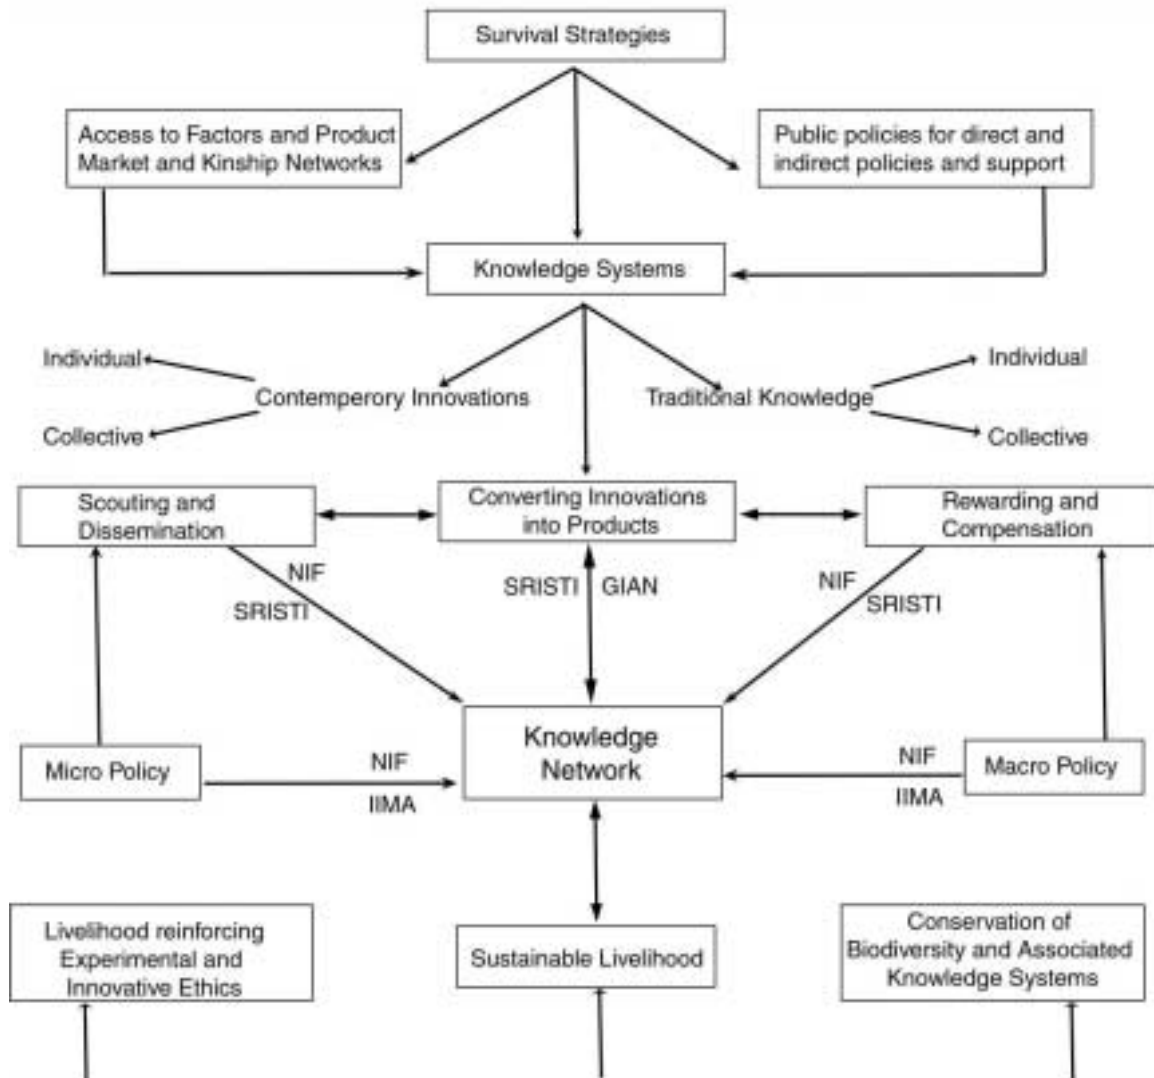 Survival Strategies
Access to Factors and Product
Market and Kinship Networks
Public policies for direct and
indirect policies and support
Knowledge Systems
Individual
Individual
Contemperory Innovations
Traditional Knowledge
Collective
Collective
Scouting and
Dissemination
Converting Innovations
into Products
Rewarding and
Compensation
NIF
SRISTI
SRISTI
GIAN
NIF
SRISTI
Knowledge
Network
Micro Policy
NIF
IIMA
NIF
IIMA
Macro Policy
Livelihood reinforcing
Experimental and
Innovative Ethics
Sustainable Livelihood
Conservation of
Biodiversity and Associated
Knowledge Systems